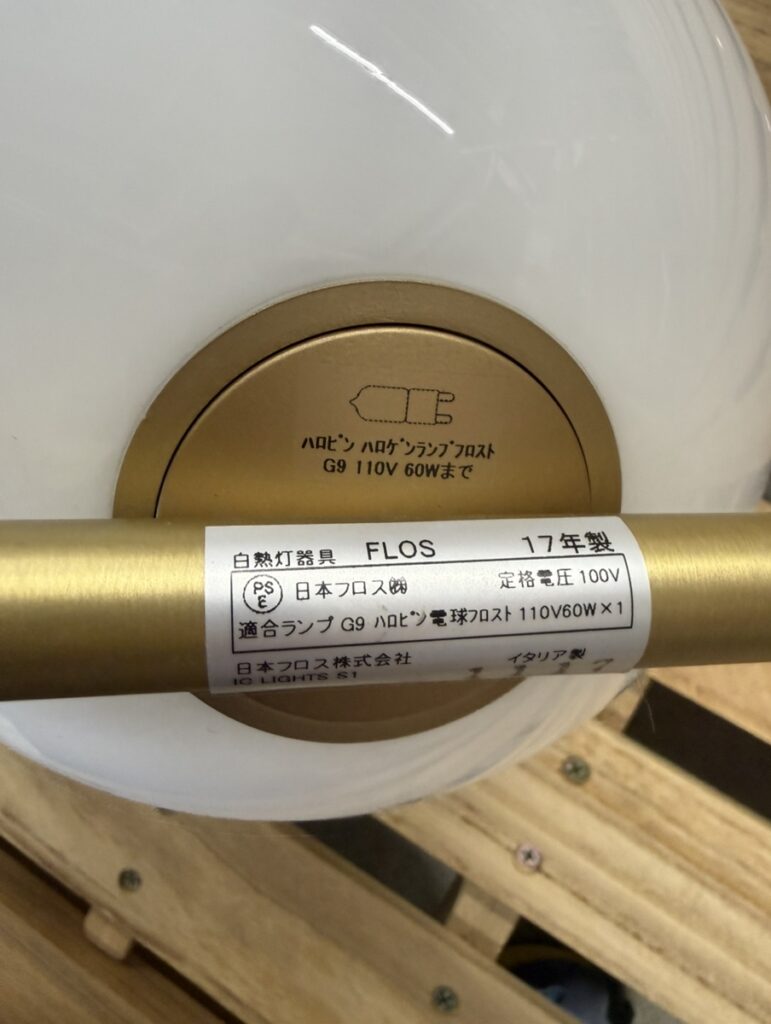 ハロピン ハロゲンランプフロスト
G9 110V 60Wまで
白熱灯器具 FLOS 17年製
PS E 日本フロス㈱ 定格電圧 100V
適合ランプ G9 ハロピン電球フロスト 110V60W×1
日本フロス株式会社 イタリア製
IC LIGHTS S1 1117